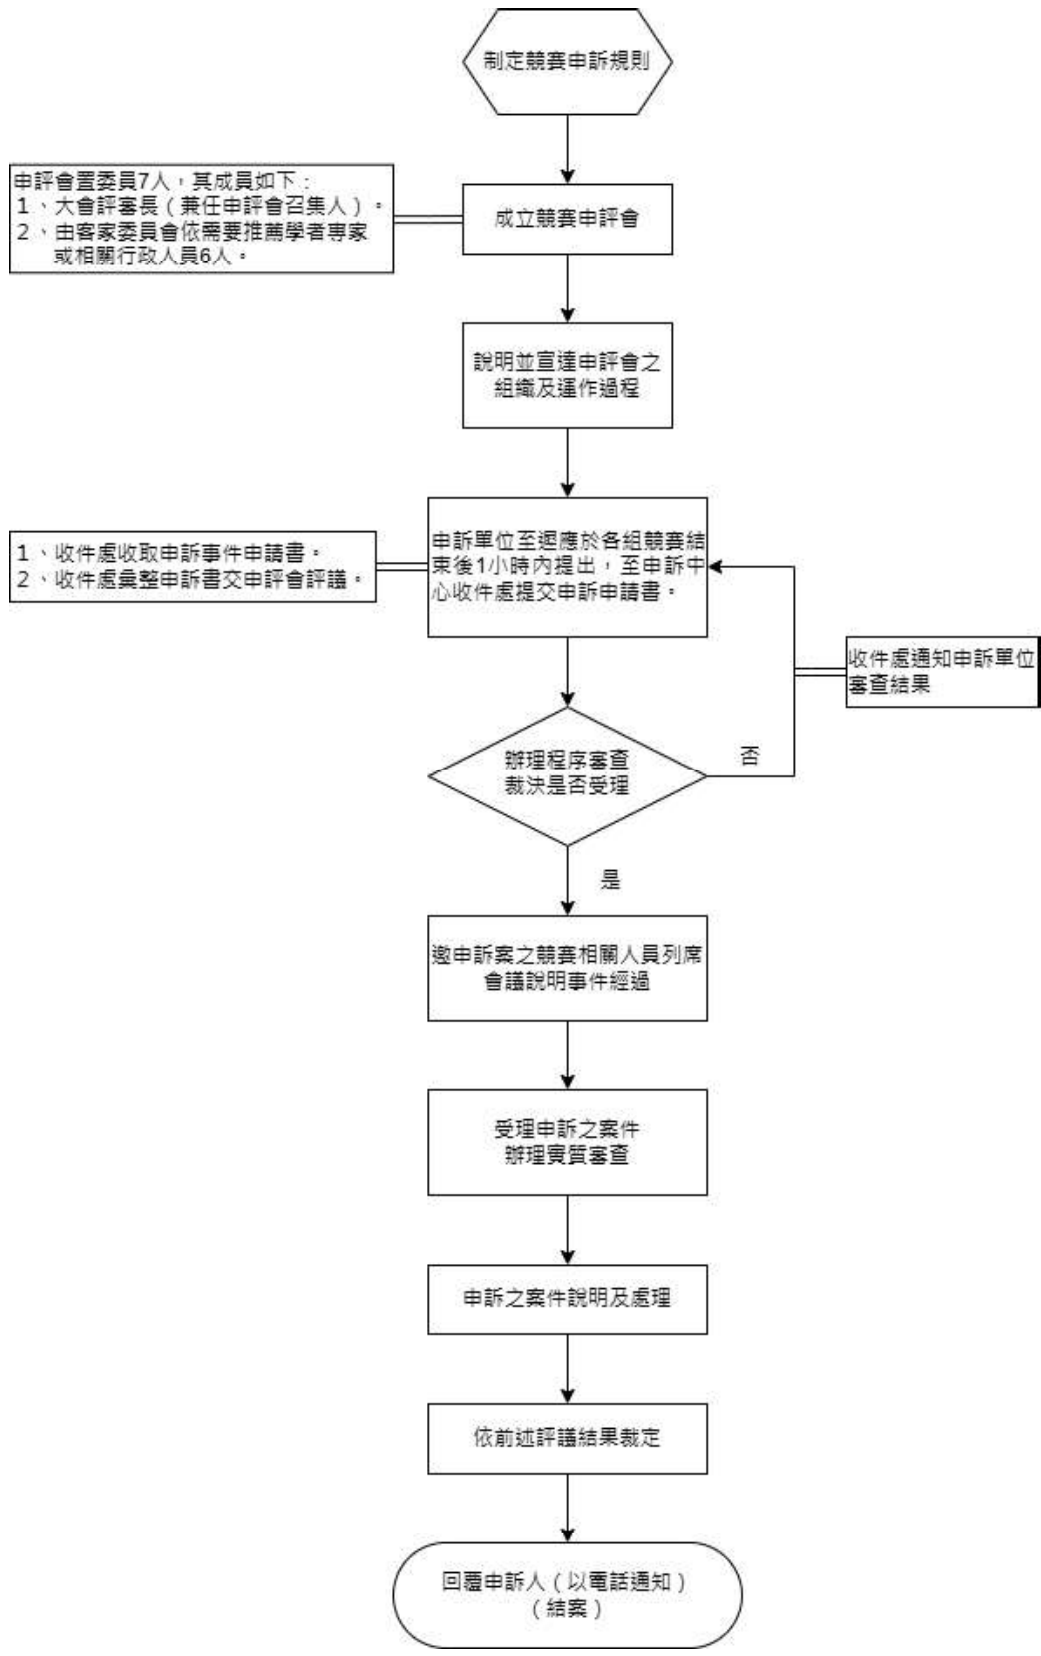 制定競賽申訴規則
申評會置委員7人，其成員如下：
1、大會評審長（兼任申評會召集人）。
2、由客家委員會依需要推薦學者專家
或相關行政人員6人。
成立競賽申評會
說明並宣達申評會之
組織及運作過程
申訴單位至遲應於各組競賽結
束後1小時內提出，至申訴中
心收件處提交申訴申請書。
1、收件處收取申訴事件申請書。
2、收件處彙整申訴書交申評會評議。
收件處通知申訴單位
審查結果
辦理程序審查
裁決是否受理
否
是
邀申訴案之競賽相關人員列席
會議說明事件經過
受理申訴之案件
辦理實質審查
申訴之案件說明及處理
依前述評議結果裁定
回覆申訴人（以電話通知）
（結案）